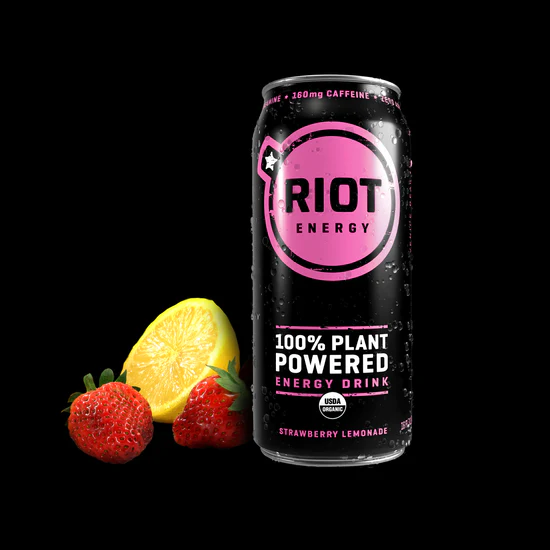 160mg CAFFEINE
RIOT
ENERGY
100% PLANT
POWERED
ENERGY DRINK
USDA
ORGANIC
STRAWBERRY LEMONADE